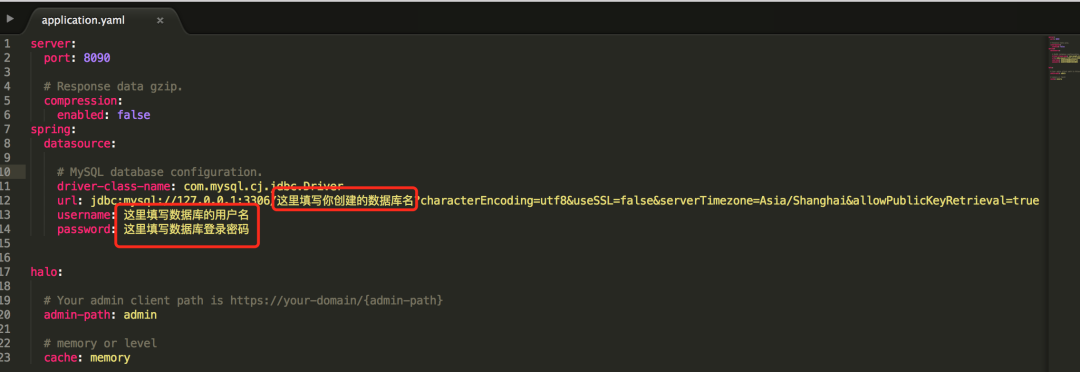 application.yaml ×
1 server:
2 port: 8090
3
4 # Response data gzip.
5 compression:
6 enabled: false
7 spring:
8 datasource:
9
10 # MySQL database configuration.
11 driver-class-name: com.mysql.cj.jdbc.Driver
12 url: jdbc:mysql://127.0.0.1:3306/这里填写你创建的数据库名?characterEncoding=utf8&useSSL=false&serverTimezone=Asia/Shanghai&allowPublicKeyRetrieval=true
13 username: 这里填写数据库的用户名
14 password: 这里填写数据库登录密码
15
16
17 halo:
18
19 # Your admin client path is https://your-domain/{admin-path}
20 admin-path: admin
21
22 # memory or level
23 cache: memory